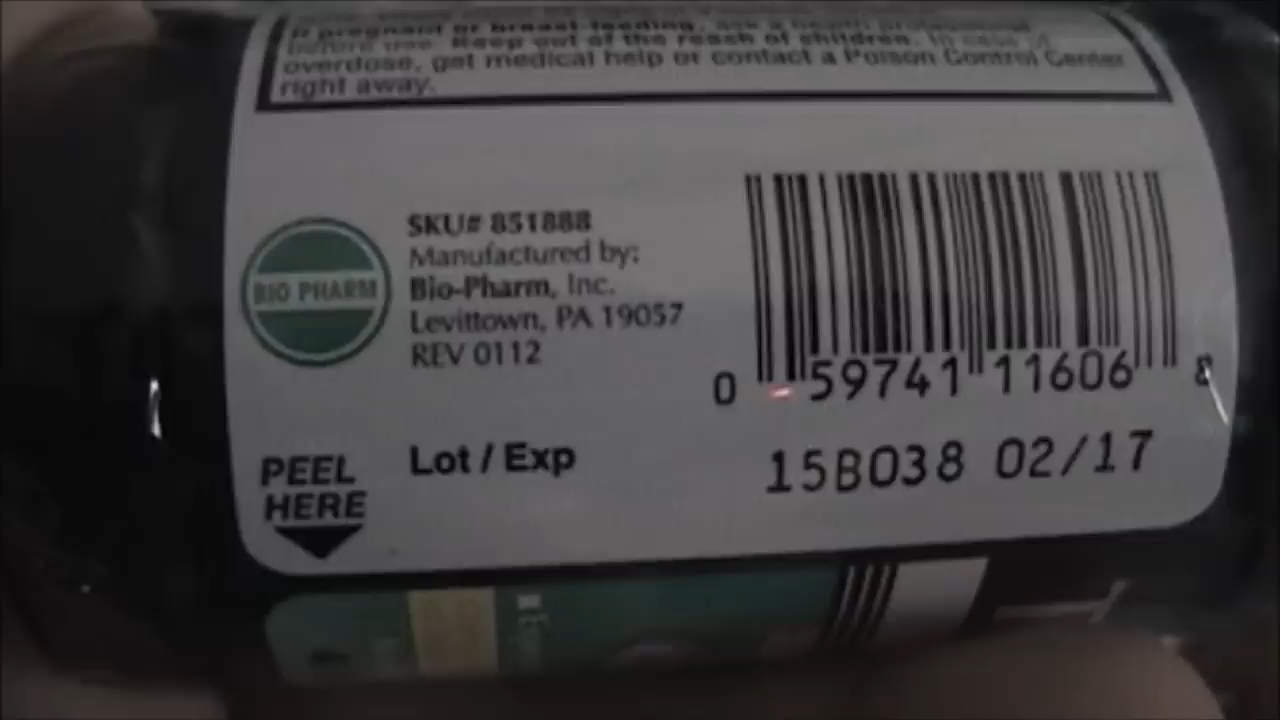 If pregnant or breast-feeding, ask a health professional
before use. Keep out of the reach of children. In case of
overdose, get medical help or contact a Poison Control Center
right away.
BIO PHARM
SKU# 851888
Manufactured by:
Bio-Pharm, Inc.
Levittown, PA 19057
REV 0112
0 59741 11606 8
PEEL
HERE
Lot / Exp
15B038 02/17